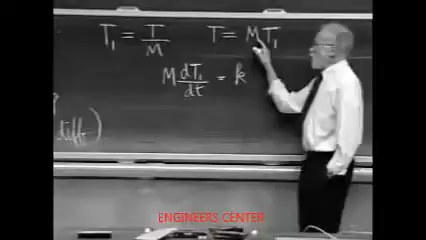 T₁ = T/M    T = MT₁
M dT₁/dt = k
diff)
ENGINEERS CENTER